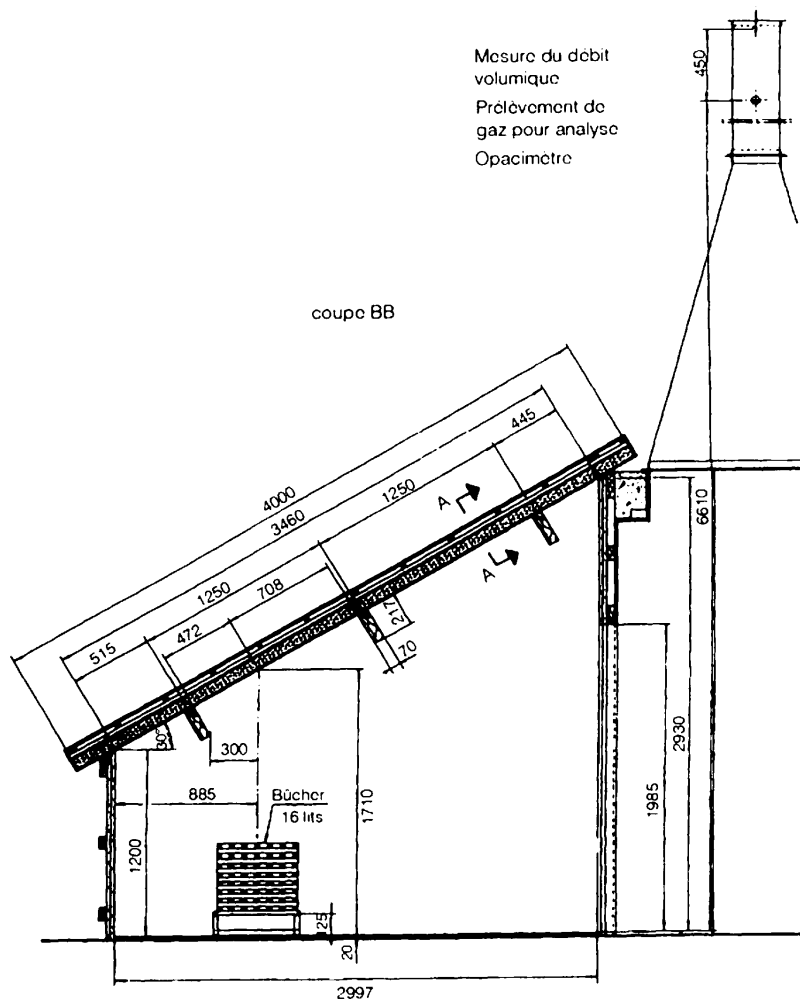 Mesure du débit
volumique
Prélèvement de
gaz pour analyse
Opacimètre
450
coupe BB
4000
3460
445
1250
A
A
1250
708
472
515
217
70
30°
300
885
Bûcher
16 lits
1200
1710
125
20
2997
1985
2930
6610